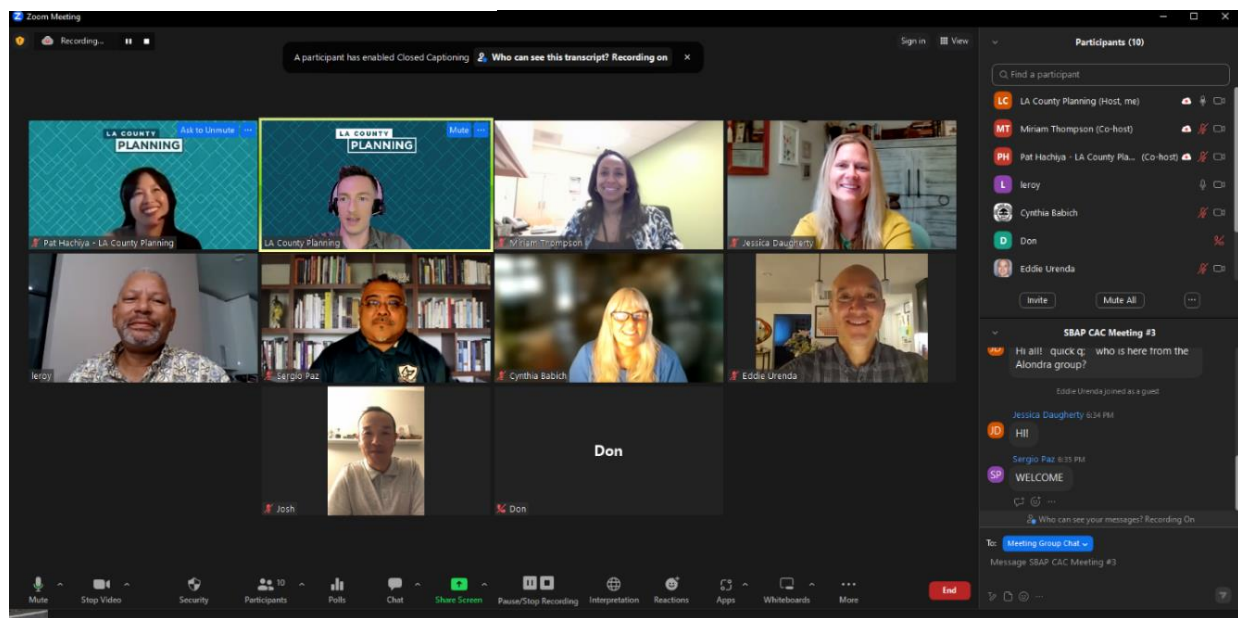 Zoom Meeting
Recording...
A participant has enabled Closed Captioning Who can see this transcript? Recording on
Sign in View
LA COUNTY
PLANNING
Ask to Unmute
Pat Hachiya - LA County Planning
LA COUNTY
PLANNING
Mute
LA County Planning
Miriam Thompson
Jessica Daugherty
leroy
Sergio Paz
Cynthia Babich
Eddie Urenda
Josh
Don
Don
Mute
Stop Video
Security
10
Participants
Polls
Chat
Share Screen
Pause/Stop Recording
Interpretation
Reactions
Apps
Whiteboards
More
End
Participants (10)
Find a participant
LC LA County Planning (Host, me)
MT Miriam Thompson (Co-host)
PH Pat Hachiya - LA County Pla... (Co-host)
L leroy
Cynthia Babich
D Don
Eddie Urenda
Invite Mute All
SBAP CAC Meeting #3
JD Hi all! quick q: who is here from the
Alondra group?
Eddie Urenda joined as a guest
Jessica Daugherty 6:34 PM
JD HI!
Sergio Paz 6:35 PM
SP WELCOME
Who can see your messages? Recording On
To: Meeting Group Chat
Message SBAP CAC Meeting #3